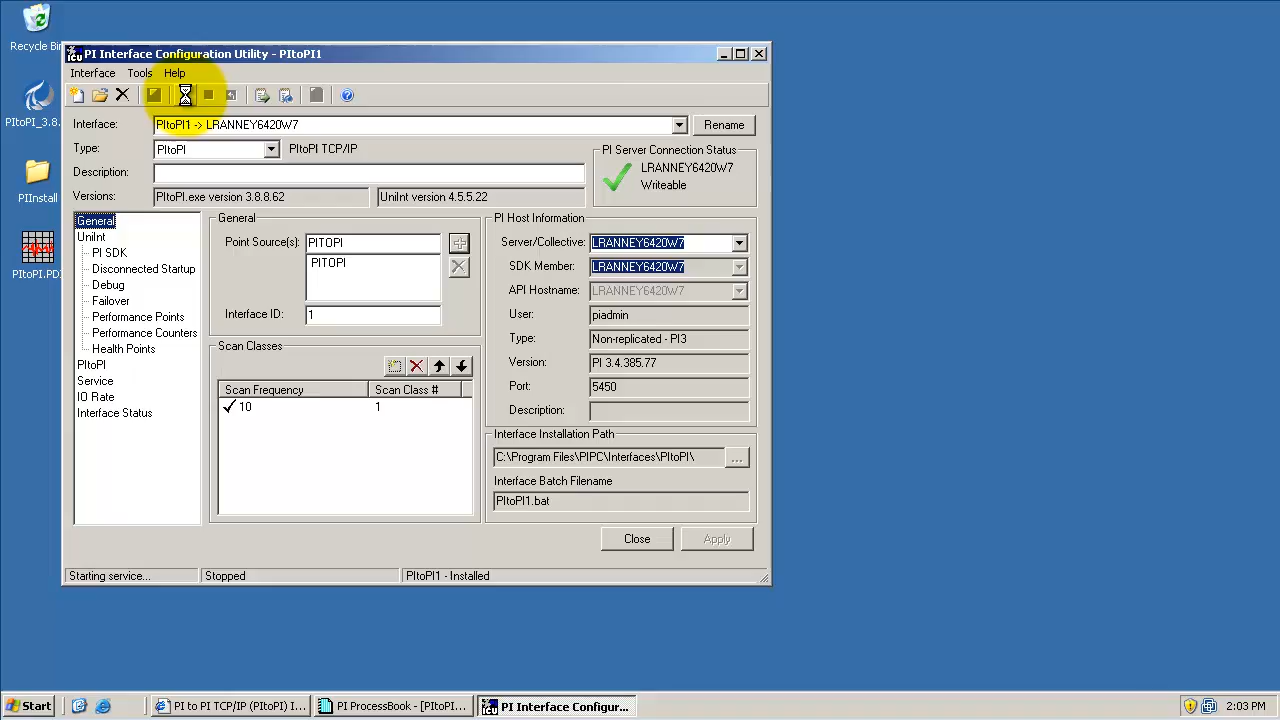 Recycle Bin
PItoPI_3.8.
PIInstall
PItoPI.PDI
ICU PI Interface Configuration Utility - PItoPI1
Interface Tools Help
Interface: PItoPI1 -> LRANNEY6420W7 Rename
Type: PItoPI PItoPI TCP/IP
Description:
Versions: PItoPI.exe version 3.8.8.62 UniInt version 4.5.5.22
PI Server Connection Status
LRANNEY6420W7
Writeable
General
UniInt
PI SDK
Disconnected Startup
Debug
Failover
Performance Points
Performance Counters
Health Points
PItoPI
Service
IO Rate
Interface Status
General
Point Source(s): PITOPI
PITOPI
Interface ID: 1
Scan Classes
Scan Frequency Scan Class #
10 1
PI Host Information
Server/Collective: LRANNEY6420W7
SDK Member: LRANNEY6420W7
API Hostname: LRANNEY6420W7
User: piadmin
Type: Non-replicated - PI3
Version: PI 3.4.385.77
Port: 5450
Description:
Interface Installation Path
C:\Program Files\PIPC\Interfaces\PItoPI\ ...
Interface Batch Filename
PItoPI1.bat
Close Apply
Starting service... Stopped PItoPI1 - Installed
Start PI to PI TCP/IP (PItoPI) I... PI ProcessBook - [PItoPI... ICU PI Interface Configur... 2:03 PM